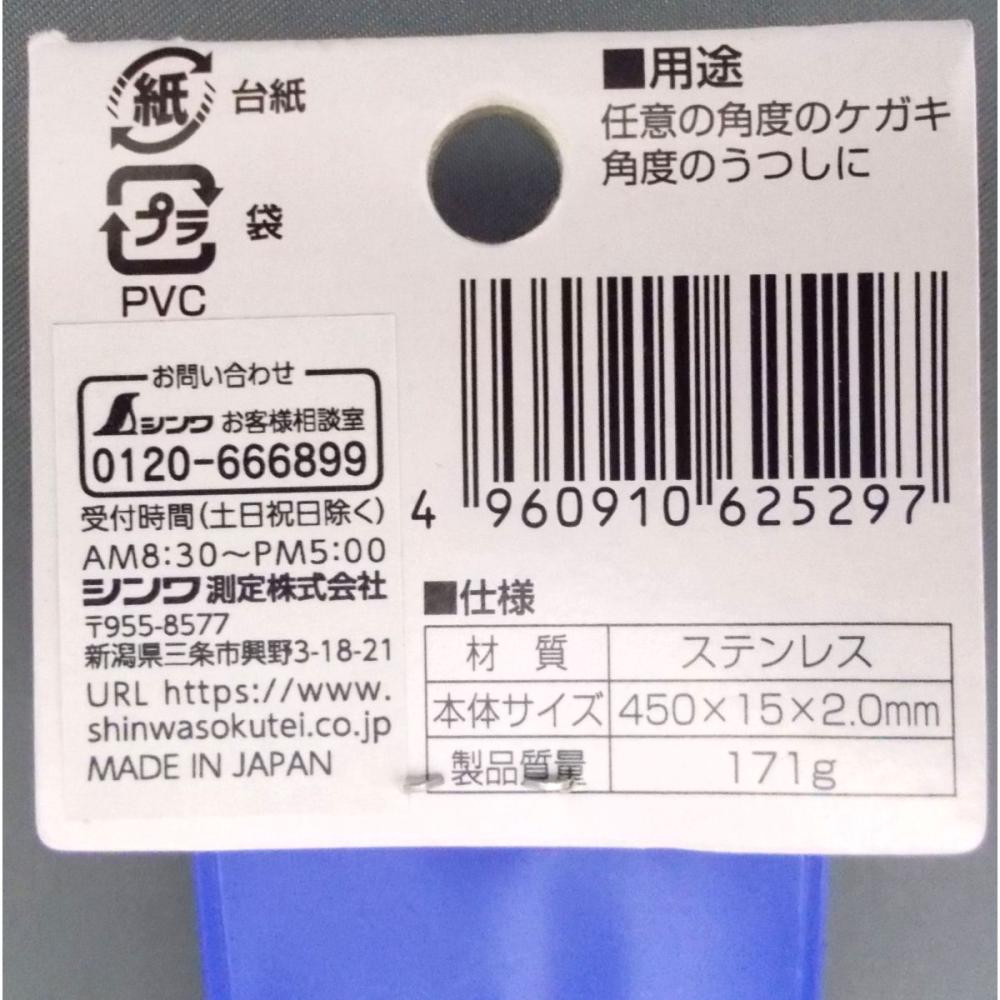 紙 台紙
プラ 袋
PVC
お問い合わせ
シンワ お客様相談室
0120-666899
受付時間(土日祝日除く)
AM8:30～PM5:00
シンワ測定株式会社
〒955-8577
新潟県三条市興野3-18-21
URL https://www.
shinwasokutei.co.jp
MADE IN JAPAN
■用途
任意の角度のケガキ
角度のうつしに
4 960910 625297
■仕様
材質 ステンレス
本体サイズ 450×15×2.0mm
製品質量 171g